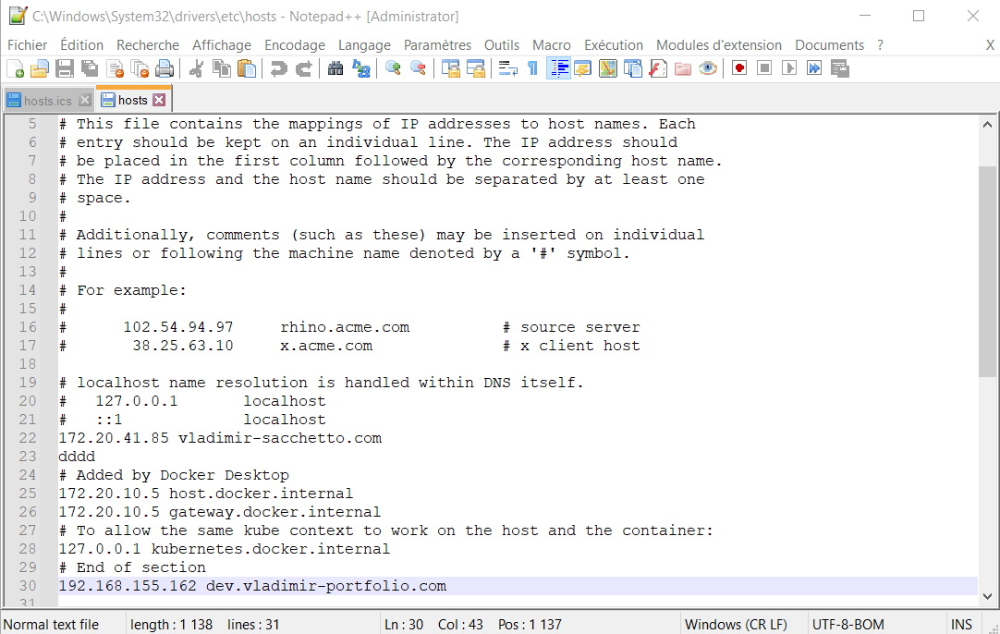 C:\Windows\System32\drivers\etc\hosts - Notepad++ [Administrator]
Fichier Édition Recherche Affichage Encodage Langage Paramètres Outils Macro Exécution Modules d'extension Documents ? X
hosts.ics hosts
5 # This file contains the mappings of IP addresses to host names. Each
6 # entry should be kept on an individual line. The IP address should
7 # be placed in the first column followed by the corresponding host name.
8 # The IP address and the host name should be separated by at least one
9 # space.
10 #
11 # Additionally, comments (such as these) may be inserted on individual
12 # lines or following the machine name denoted by a '#' symbol.
13 #
14 # For example:
15 #
16 #      102.54.94.97     rhino.acme.com          # source server
17 #       38.25.63.10     x.acme.com              # x client host
18
19 # localhost name resolution is handled within DNS itself.
20 #   127.0.0.1       localhost
21 #   ::1             localhost
22 172.20.41.85 vladimir-sacchetto.com
23 dddd
24 # Added by Docker Desktop
25 172.20.10.5 host.docker.internal
26 172.20.10.5 gateway.docker.internal
27 # To allow the same kube context to work on the host and the container:
28 127.0.0.1 kubernetes.docker.internal
29 # End of section
30 192.168.155.162 dev.vladimir-portfolio.com
31
Normal text file length : 1 138 lines : 31 Ln : 30 Col : 43 Pos : 1 137 Windows (CR LF) UTF-8-BOM INS